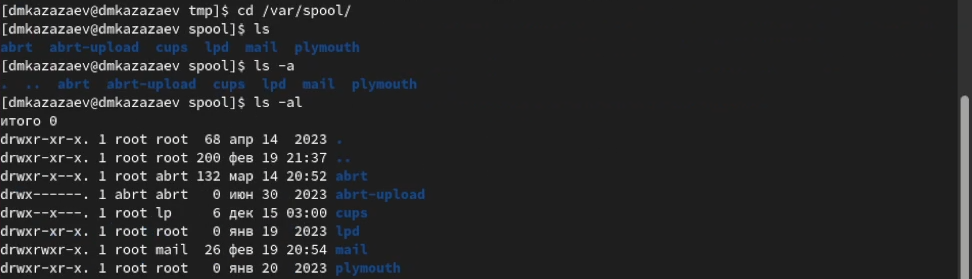 [dmkazazaev@dmkazazaev tmp]$ cd /var/spool/
[dmkazazaev@dmkazazaev spool]$ ls
abrt  abrt-upload  cups  lpd  mail  plymouth
[dmkazazaev@dmkazazaev spool]$ ls -a
.  ..  abrt  abrt-upload  cups  lpd  mail  plymouth
[dmkazazaev@dmkazazaev spool]$ ls -al
итого 0
drwxr-xr-x. 1 root root  68 апр 14  2023 .
drwxr-xr-x. 1 root root 200 фев 19 21:37 ..
drwxr-x--x. 1 root abrt 132 мар 14 20:52 abrt
drwx------. 1 abrt abrt   0 июн 30  2023 abrt-upload
drwx--x---. 1 root lp     6 дек 15 03:00 cups
drwxr-xr-x. 1 root root   0 янв 19  2023 lpd
drwxrwxr-x. 1 root mail  26 фев 19 20:54 mail
drwxr-xr-x. 1 root root   0 янв 20  2023 plymouth